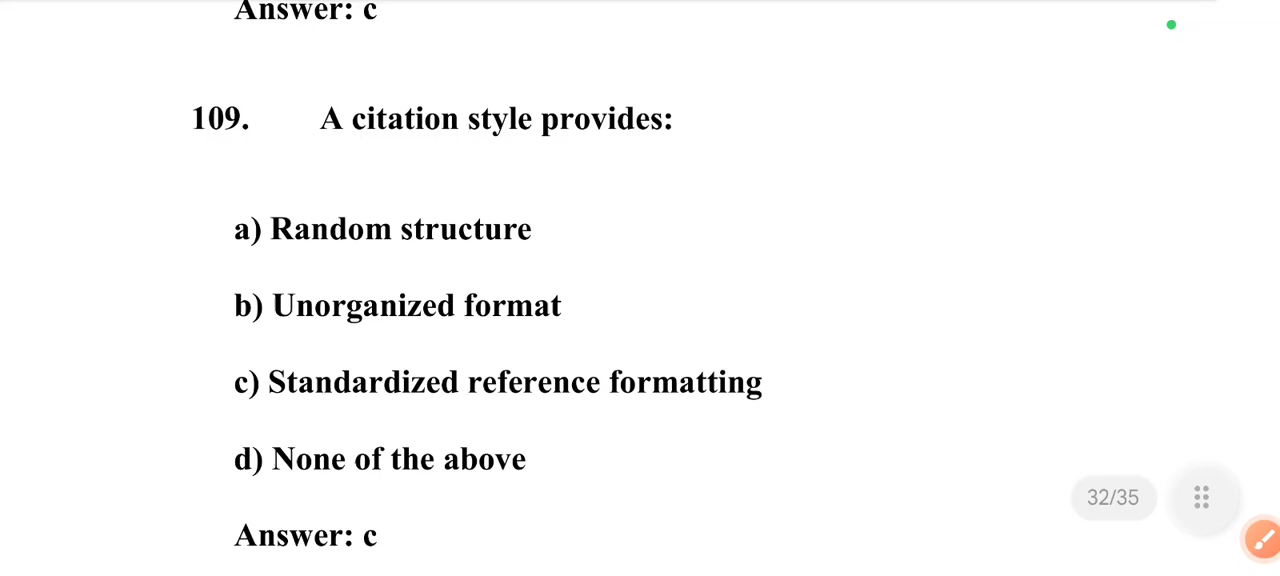 Answer: c
109. A citation style provides:
a) Random structure
b) Unorganized format
c) Standardized reference formatting
d) None of the above
32/35
Answer: c